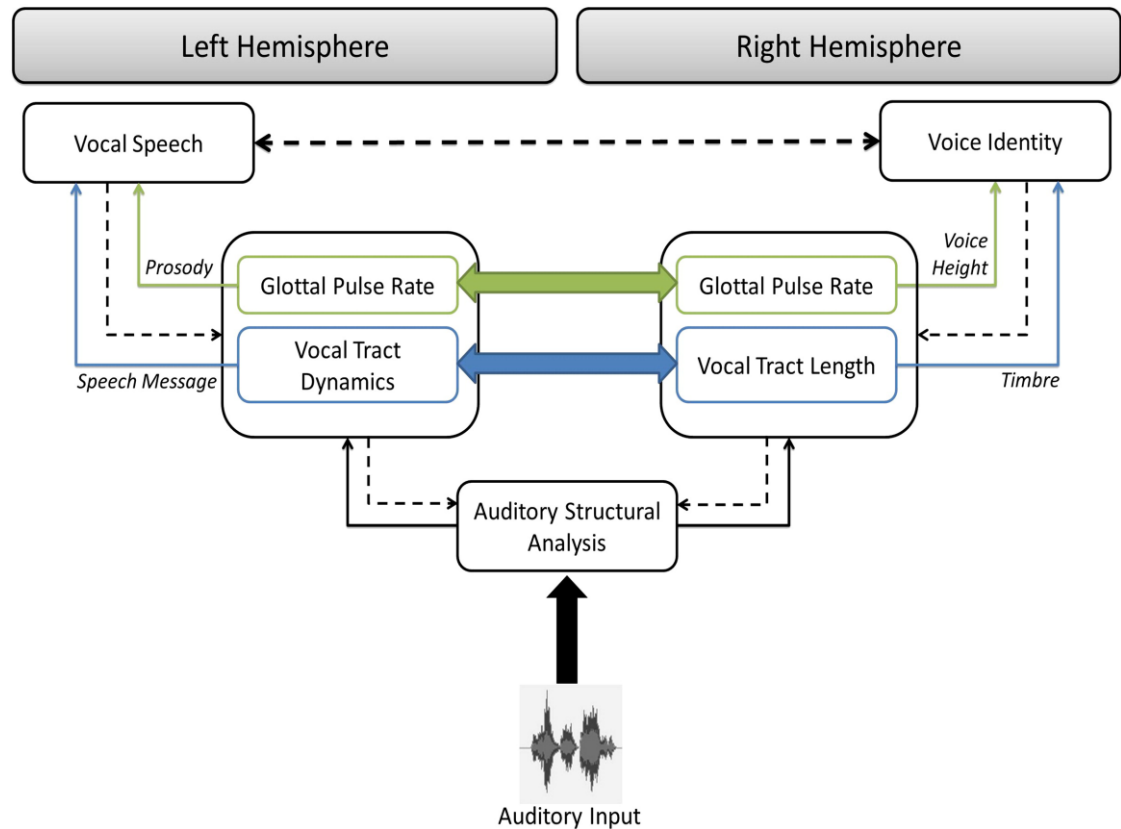 Left Hemisphere
Right Hemisphere
Vocal Speech
Voice Identity
Prosody
Glottal Pulse Rate
Glottal Pulse Rate
Voice
Height
Speech Message
Vocal Tract
Dynamics
Vocal Tract Length
Timbre
Auditory Structural
Analysis
Auditory Input